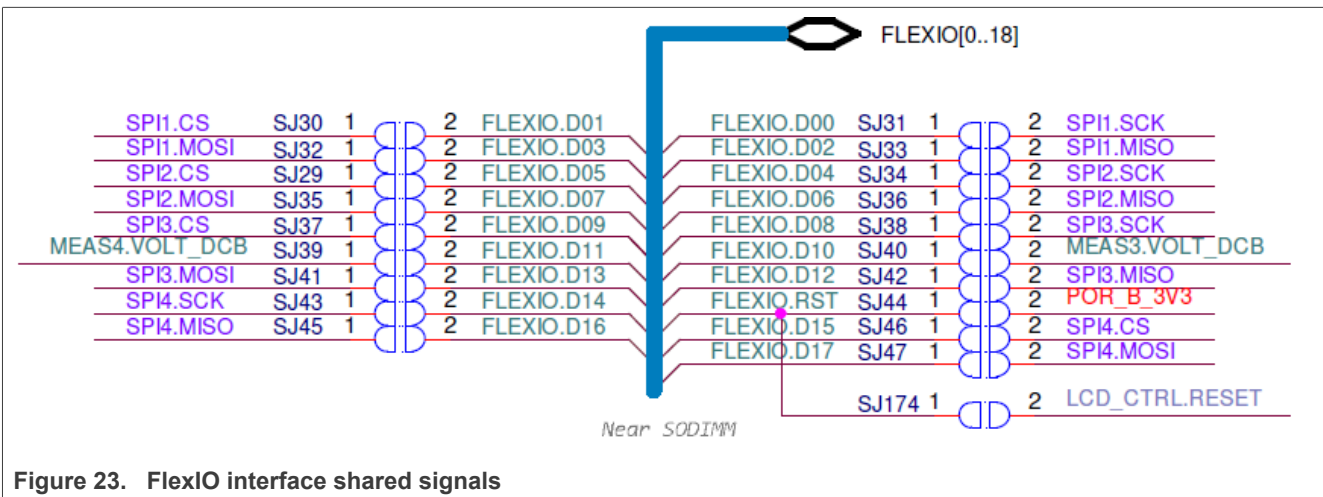 FLEXIO[0..18]
SPI1.CS SJ30 1 2 FLEXIO.D01 FLEXIO.D00 SJ31 1 2 SPI1.SCK
SPI1.MOSI SJ32 1 2 FLEXIO.D03 FLEXIO.D02 SJ33 1 2 SPI1.MISO
SPI2.CS SJ29 1 2 FLEXIO.D05 FLEXIO.D04 SJ34 1 2 SPI2.SCK
SPI2.MOSI SJ35 1 2 FLEXIO.D07 FLEXIO.D06 SJ36 1 2 SPI2.MISO
SPI3.CS SJ37 1 2 FLEXIO.D09 FLEXIO.D08 SJ38 1 2 SPI3.SCK
MEAS4.VOLT_DCB SJ39 1 2 FLEXIO.D11 FLEXIO.D10 SJ40 1 2 MEAS3.VOLT_DCB
SPI3.MOSI SJ41 1 2 FLEXIO.D13 FLEXIO.D12 SJ42 1 2 SPI3.MISO
SPI4.SCK SJ43 1 2 FLEXIO.D14 FLEXIO.RST SJ44 1 2 POR_B_3V3
SPI4.MISO SJ45 1 2 FLEXIO.D16 FLEXIO.D15 SJ46 1 2 SPI4.CS
FLEXIO.D17 SJ47 1 2 SPI4.MOSI
SJ174 1 2 LCD_CTRL.RESET
Near SODIMM
Figure 23. FlexIO interface shared signals